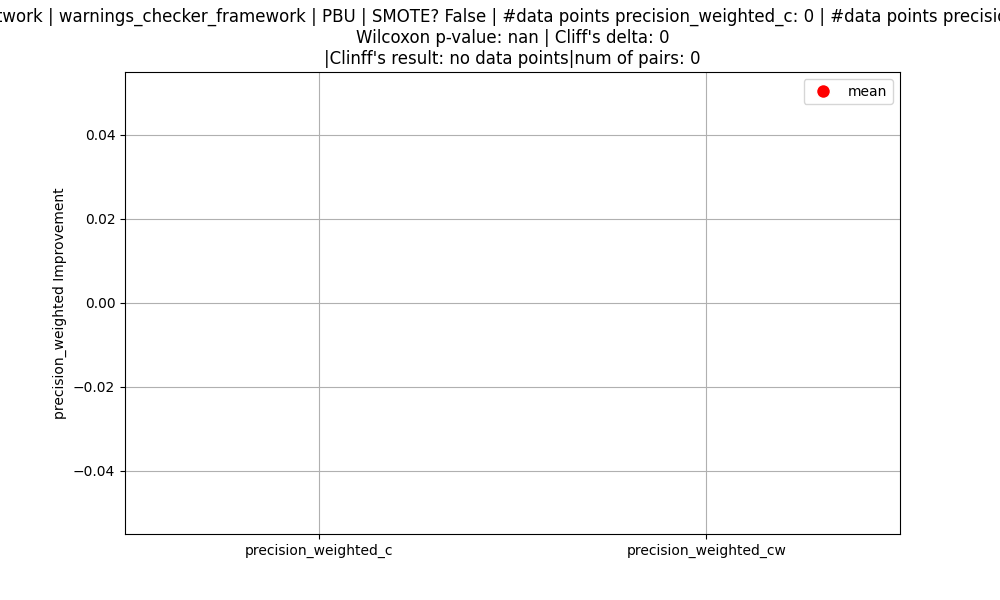 | warnings_checker_framework | PBU | SMOTE? False | #data points precision_weighted_c: 0 | #data points
Wilcoxon p-value: nan | Cliff's delta: 0
|Clinff's result: no data points|num of pairs: 0
mean
0.04
0.02
0.00
−0.02
−0.04
precision_weighted Improvement
precision_weighted_c
precision_weighted_cw